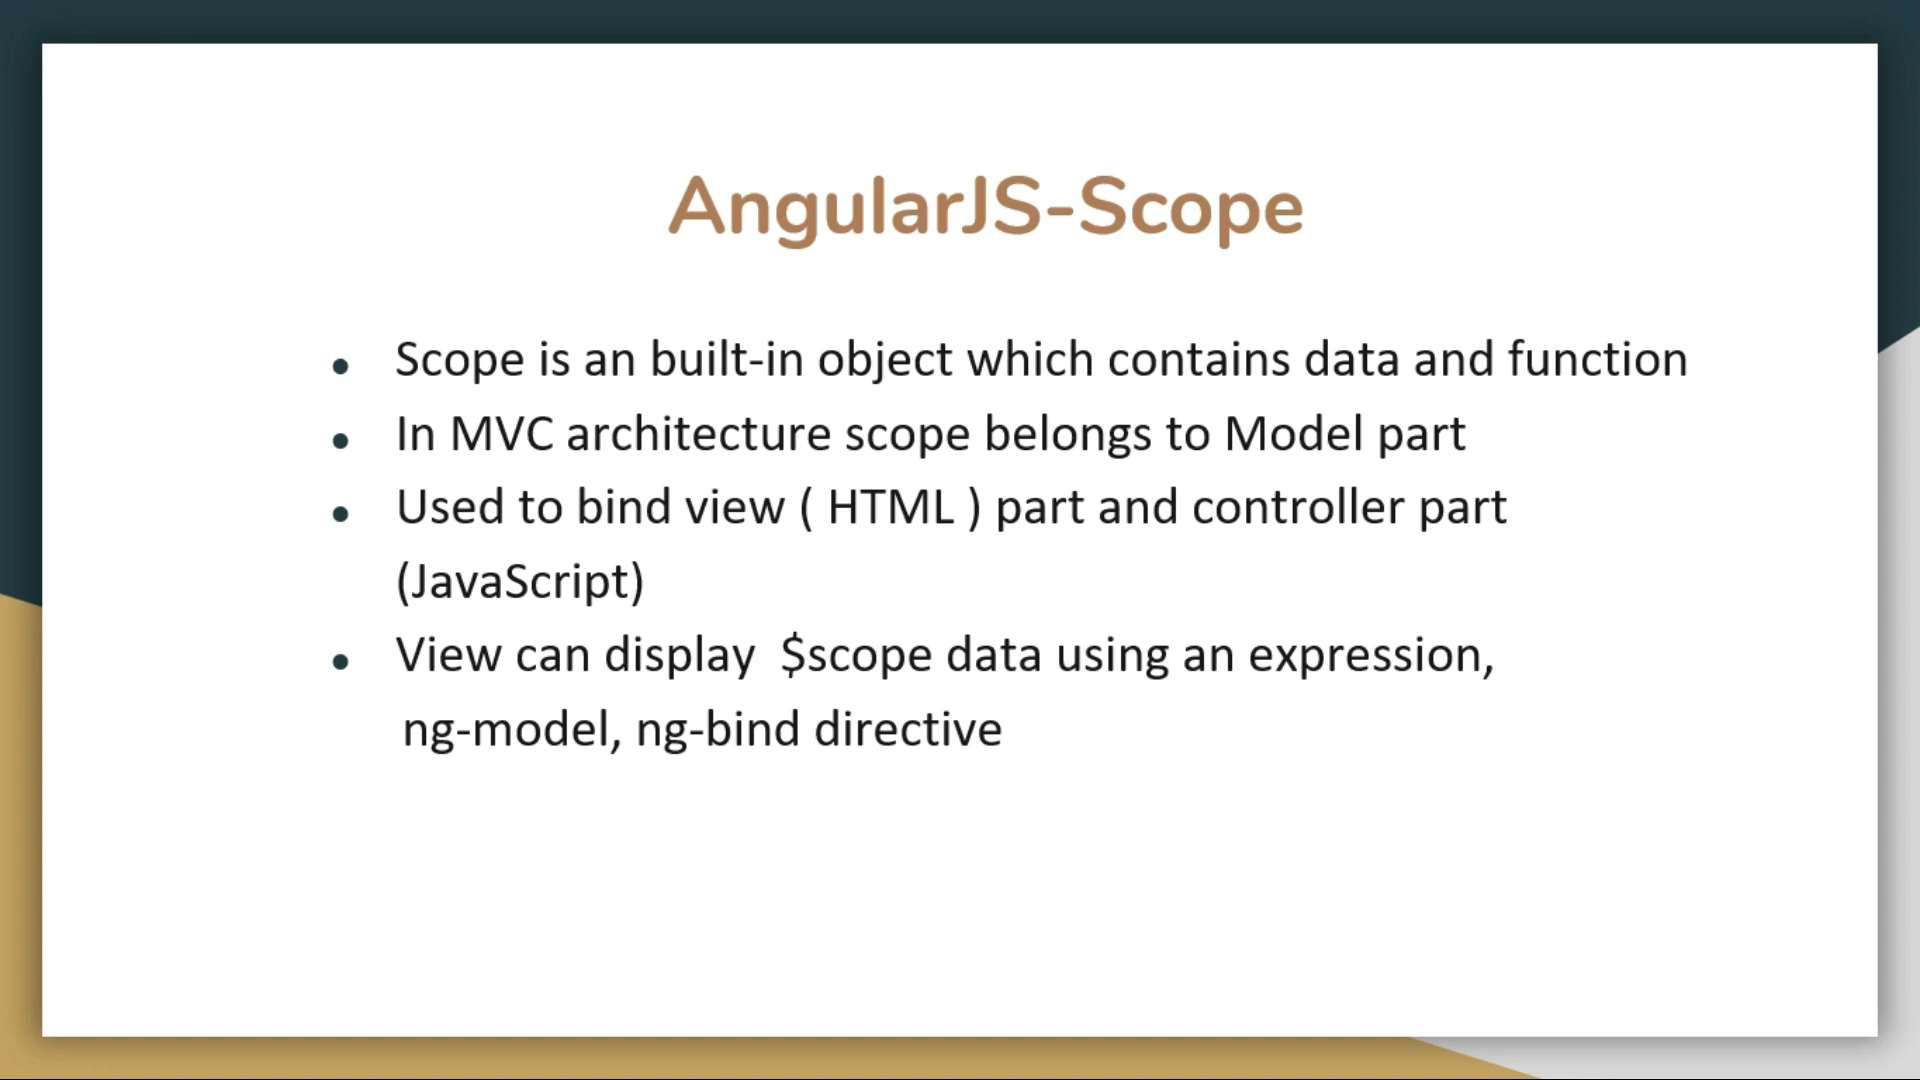 AngularJS-Scope
• Scope is an built-in object which contains data and function
• In MVC architecture scope belongs to Model part
• Used to bind view ( HTML ) part and controller part
(JavaScript)
• View can display  $scope data using an expression,
ng-model, ng-bind directive